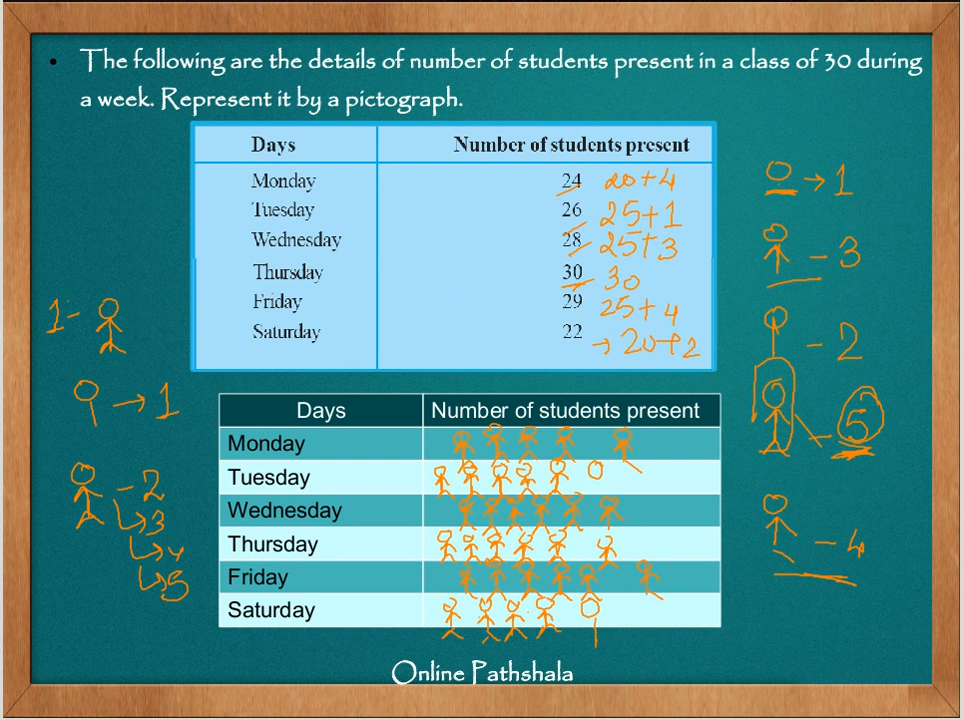 • The following are the details of number of students present in a class of 30 during
a week. Represent it by a pictograph.
Days Number of students present
Monday 24 20+4
Tuesday 26 25+1
Wednesday 28 25+3
Thursday 30 - 30
Friday 29 25+4
Saturday 22 → 20+2
→ 1
- 3
- 2
- 5
- 4
1-
→ 1
- 2
↳ 3
↳ 4
↳ 5
Days Number of students present
Monday
Tuesday
Wednesday
Thursday
Friday
Saturday
Online Pathshala